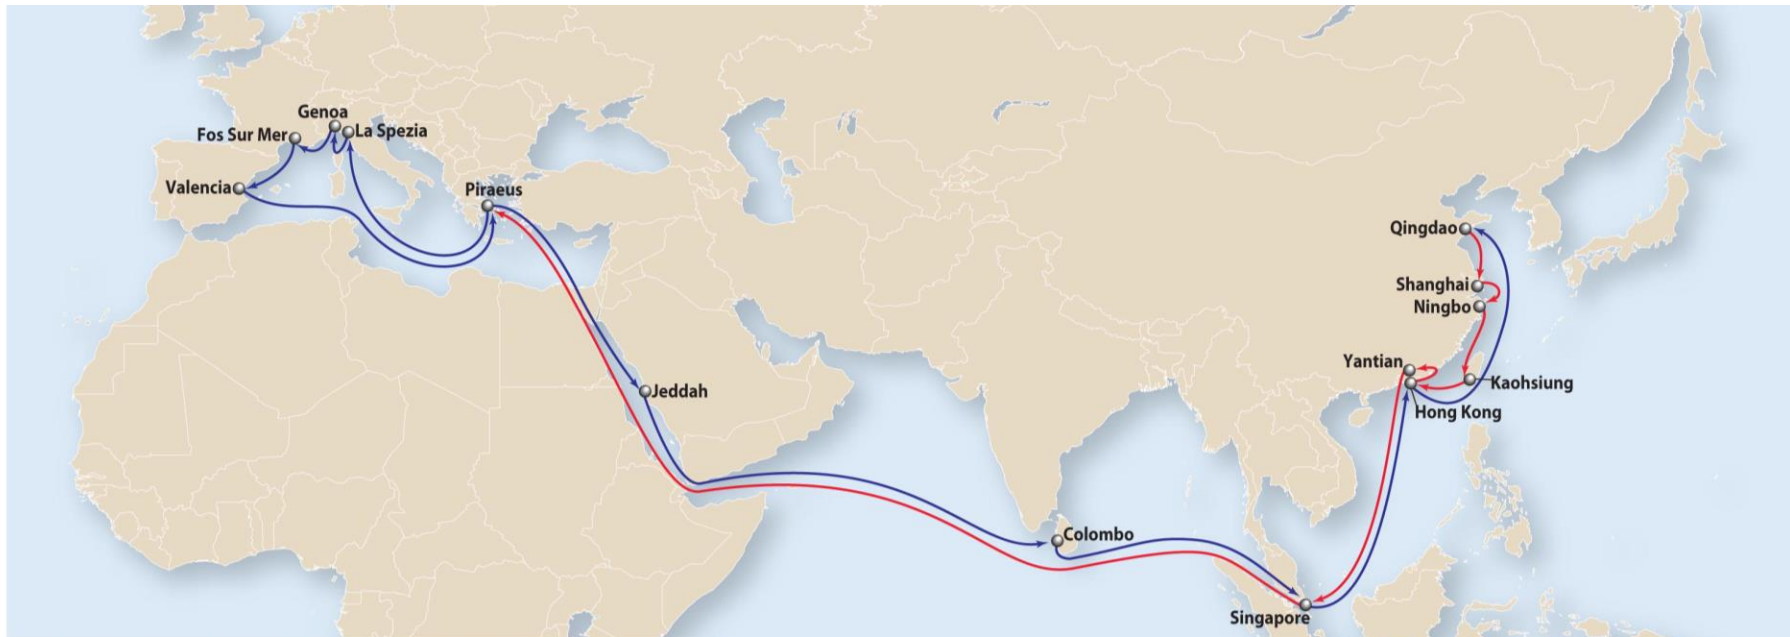 Genoa
La Spezia
Fos Sur Mer
Valencia
Piraeus
Qingdao
Shanghai
Ningbo
Yantian
Kaohsiung
Jeddah
Hong Kong
Colombo
Singapore